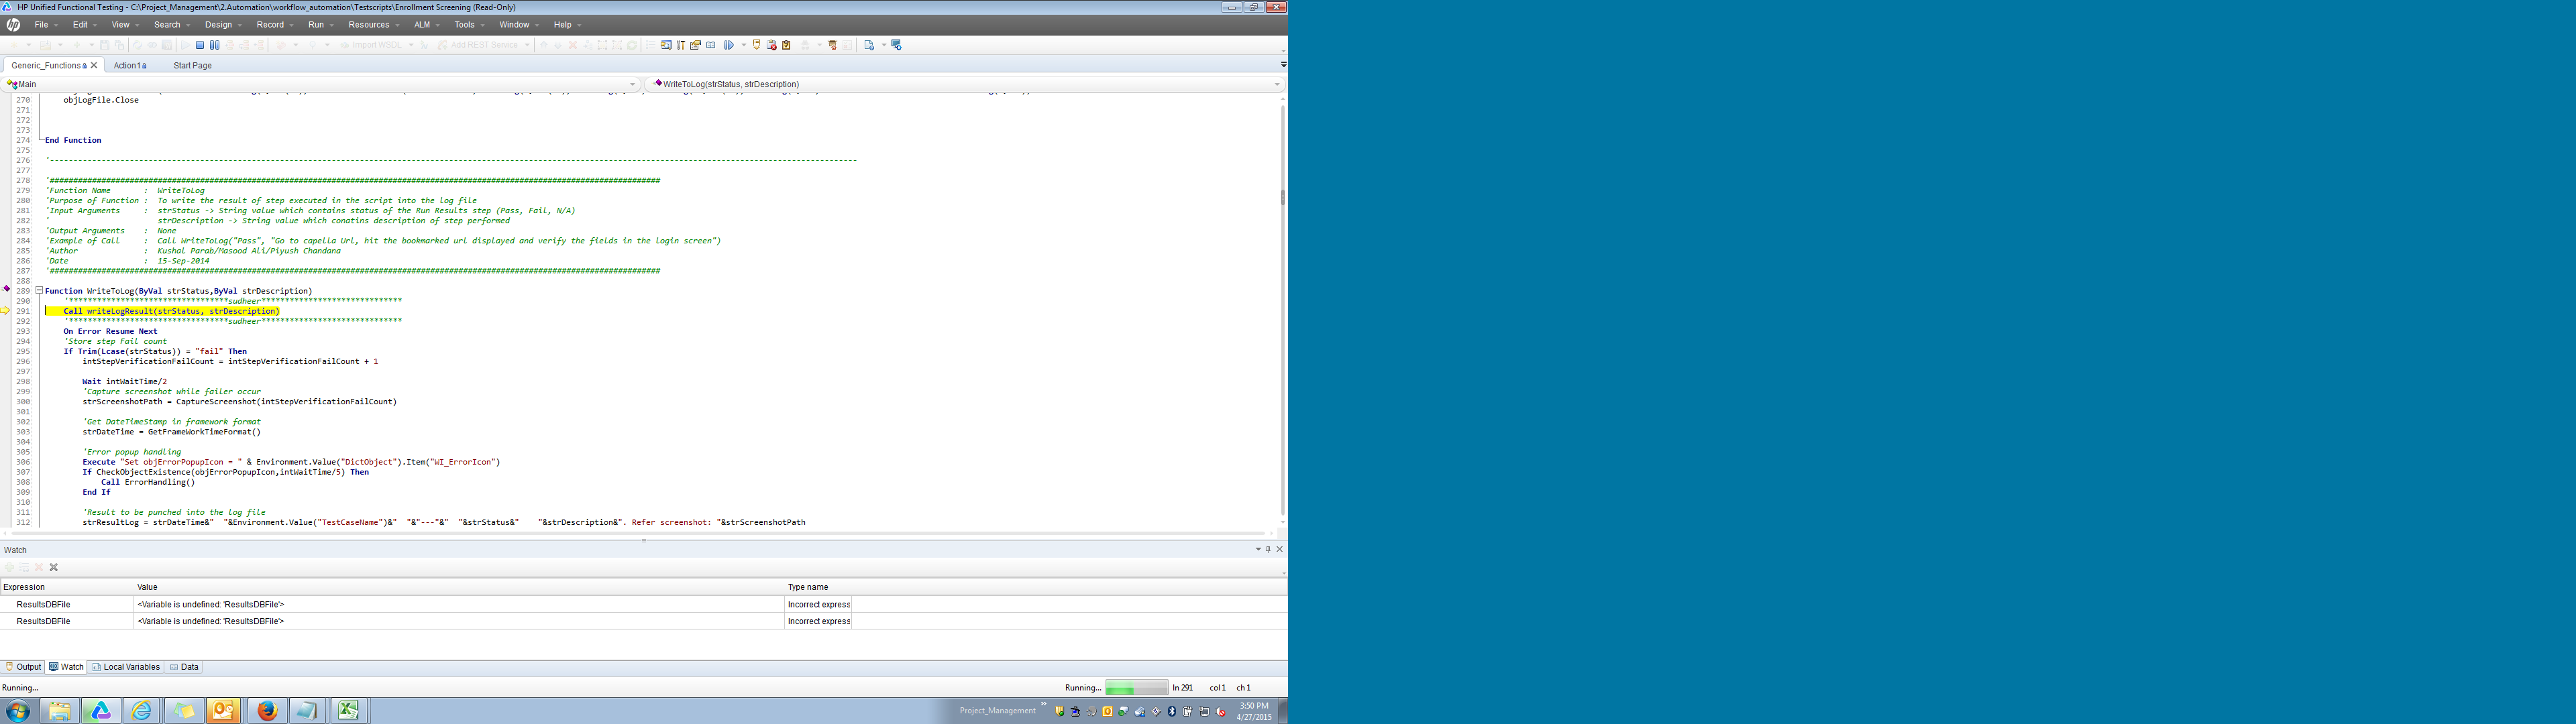 HP Unified Functional Testing - C:\Project_Management\2.Automation\workflow_automation\Testscripts\Enrollment Screening (Read-Only)
File Edit View Search Design Record Run Resources ALM Tools Window Help
Import WSDL Add REST Service
Generic_Functions Action1 Start Page
Main WriteToLog(strStatus, strDescription)
270 objLogFile.Close
271
272
273
274 End Function
275
276 '----------------------------------------------------------------
277
278 '################################################################
279 'Function Name : WriteToLog
280 'Purpose of Function : To write the result of step executed in the script into the log file
281 'Input Arguments : strStatus -> String value which contains status of the Run Results step (Pass, Fail, N/A)
282 ' strDescription -> String value which conatins description of step performed
283 'Output Arguments : None
284 'Example of Call : Call WriteToLog("Pass", "Go to capella Url, hit the bookmarked url displayed and verify the fields in the login screen")
285 'Author : Kushal Parab/Masood Ali/Piyush Chandana
286 'Date : 15-Sep-2014
287 '################################################################
288
289 Function WriteToLog(ByVal strStatus,ByVal strDescription)
290 '**********************************sudheer******************************
291 Call writeLogResult(strStatus, strDescription)
292 '**********************************sudheer******************************
293 On Error Resume Next
294 'Store step Fail count
295 If Trim(Lcase(strStatus)) = "fail" Then
296 intStepVerificationFailCount = intStepVerificationFailCount + 1
297
298 Wait intWaitTime/2
299 'Capture screenshot while failer occur
300 strScreenshotPath = CaptureScreenshot(intStepVerificationFailCount)
301
302 'Get DateTimeStamp in framework format
303 strDateTime = GetFrameWorkTimeFormat()
304
305 'Error popup handling
306 Execute "Set objErrorPopupIcon = " & Environment.Value("DictObject").Item("WI_ErrorIcon")
307 If CheckObjectExistence(objErrorPopupIcon,intWaitTime/5) Then
308 Call ErrorHandling()
309 End If
310
311 'Result to be punched into the log file
312 strResultLog = strDateTime&" "&Environment.Value("TestCaseName")&" "&"---"&" "&strStatus&" "&strDescription&". Refer screenshot: "&strScreenshotPath
Watch
Expression Value Type name
ResultsDBFile <Variable is undefined: 'ResultsDBFile'> Incorrect express
ResultsDBFile <Variable is undefined: 'ResultsDBFile'> Incorrect express
Output Watch Local Variables Data
Running... Running... ln 291 col 1 ch 1
Project_Management 3:50 PM
4/27/2015